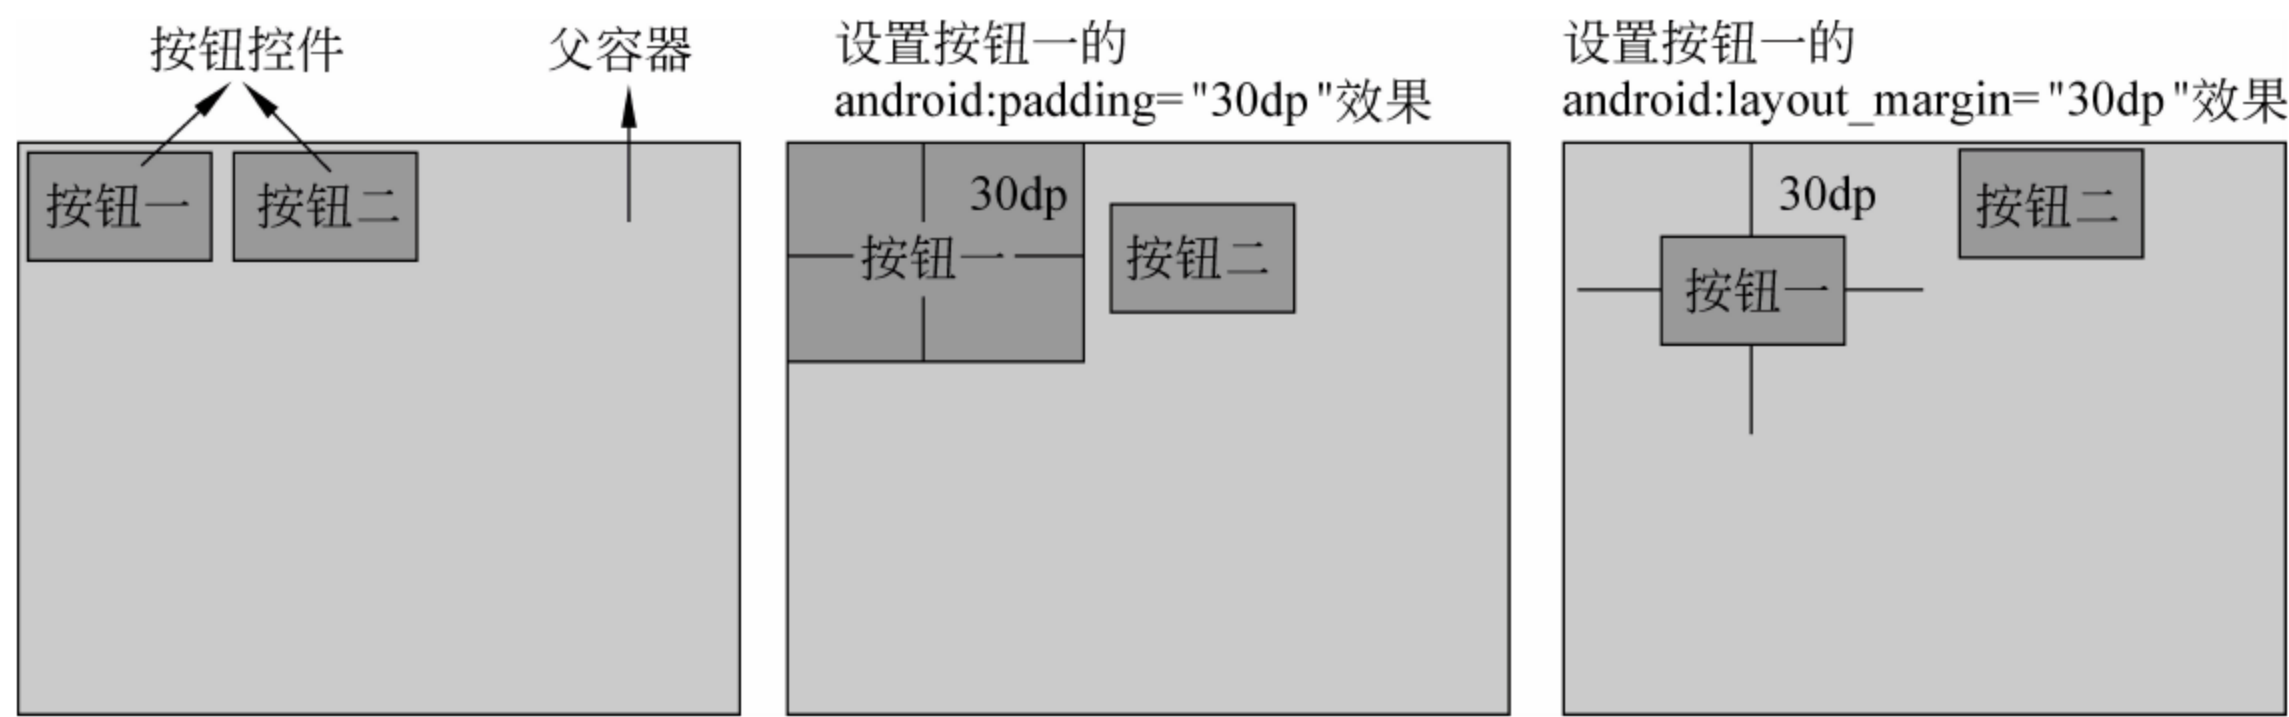 按钮控件
父容器
按钮一
按钮二
设置按钮一的
android:padding="30dp"效果
30dp
按钮一
按钮二
设置按钮一的
android:layout_margin="30dp"效果
30dp
按钮二
按钮一